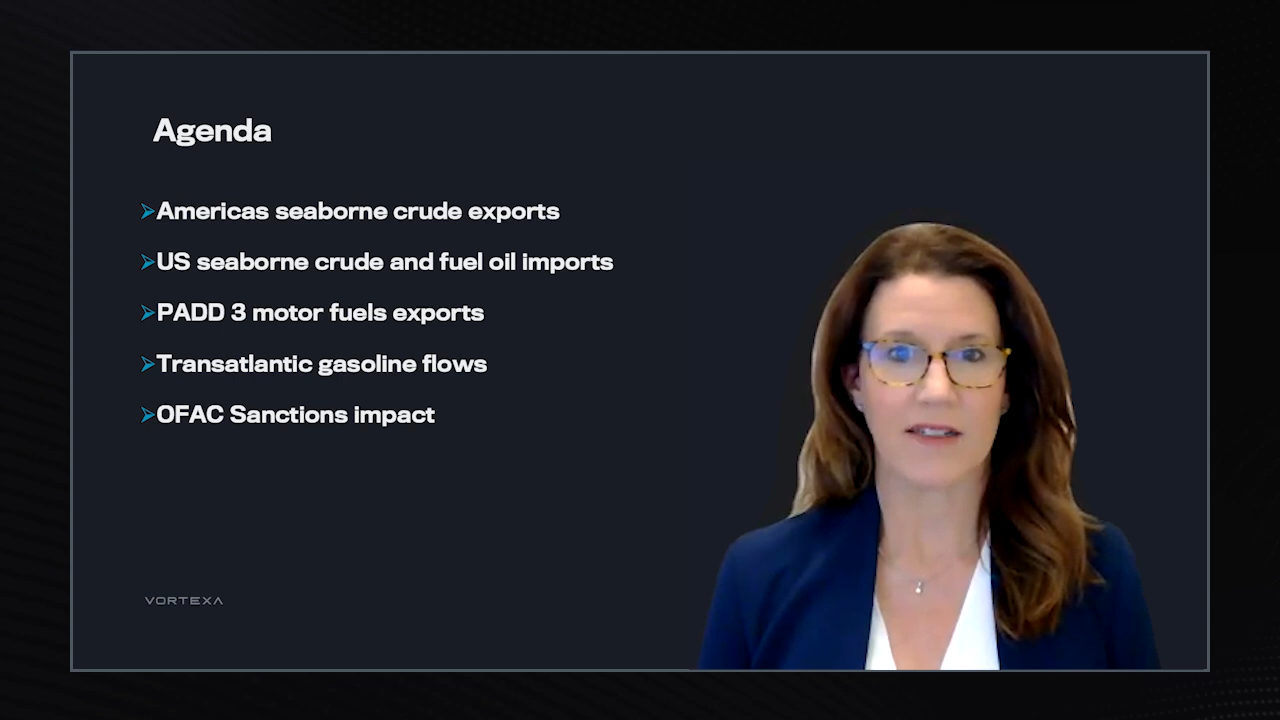 Agenda
➢Americas seaborne crude exports
➢US seaborne crude and fuel oil imports
➢PADD 3 motor fuels exports
➢Transatlantic gasoline flows
➢OFAC Sanctions impact
VORTEXA